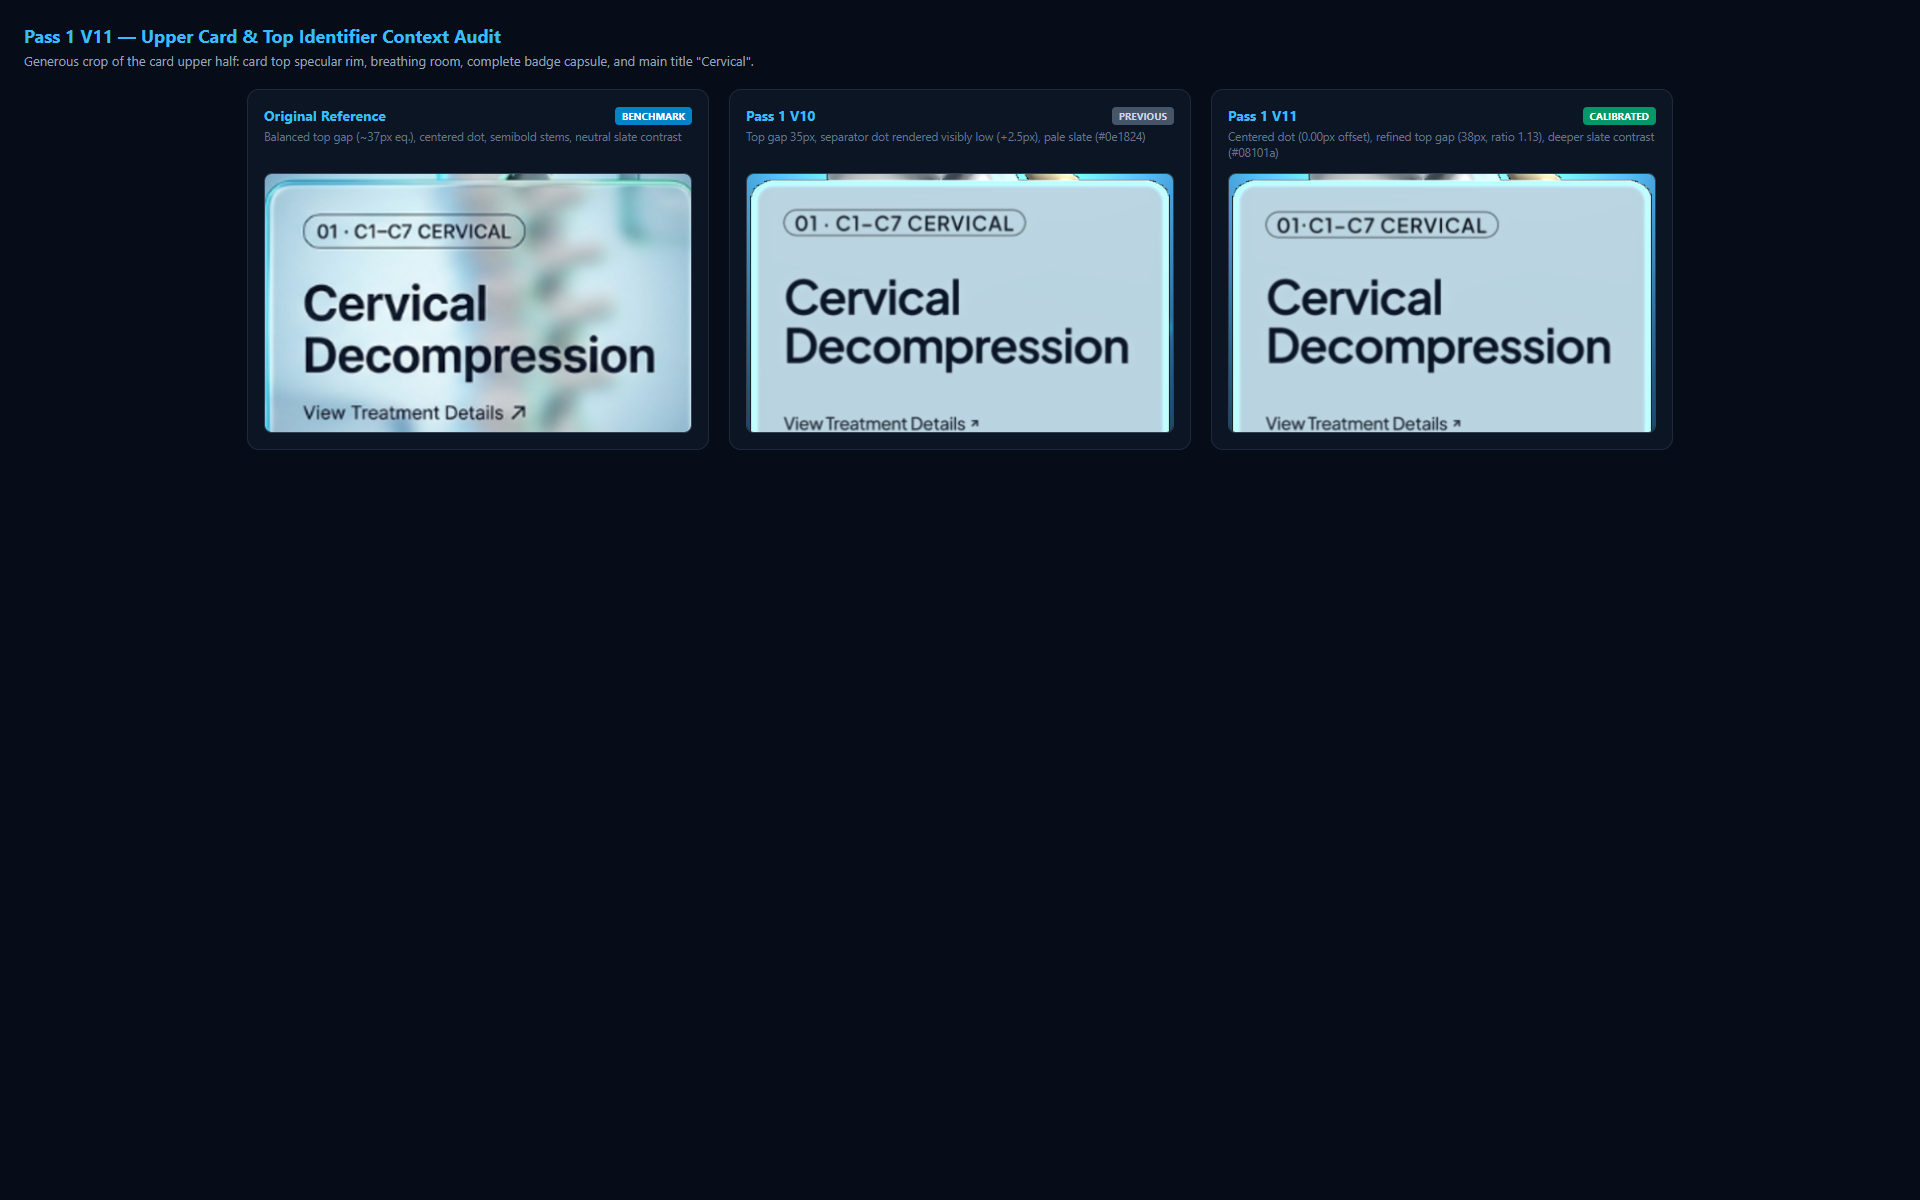 Pass 1 V11 — Upper Card & Top Identifier Context Audit
Generous crop of the card upper half: card top specular rim, breathing room, complete badge capsule, and main title "Cervical".
Original Reference
BENCHMARK
Balanced top gap (~37px eq.), centered dot, semibold stems, neutral slate contrast
01 · C1–C7 CERVICAL
Cervical
Decompression
View Treatment Details ↗
Pass 1 V10
PREVIOUS
Top gap 35px, separator dot rendered visibly low (+2.5px), pale slate (#0e1824)
01 · C1–C7 CERVICAL
Cervical
Decompression
View Treatment Details ↗
Pass 1 V11
CALIBRATED
Centered dot (0.00px offset), refined top gap (38px, ratio 1.13), deeper slate contrast
(#08101a)
01·C1–C7 CERVICAL
Cervical
Decompression
View Treatment Details ↗